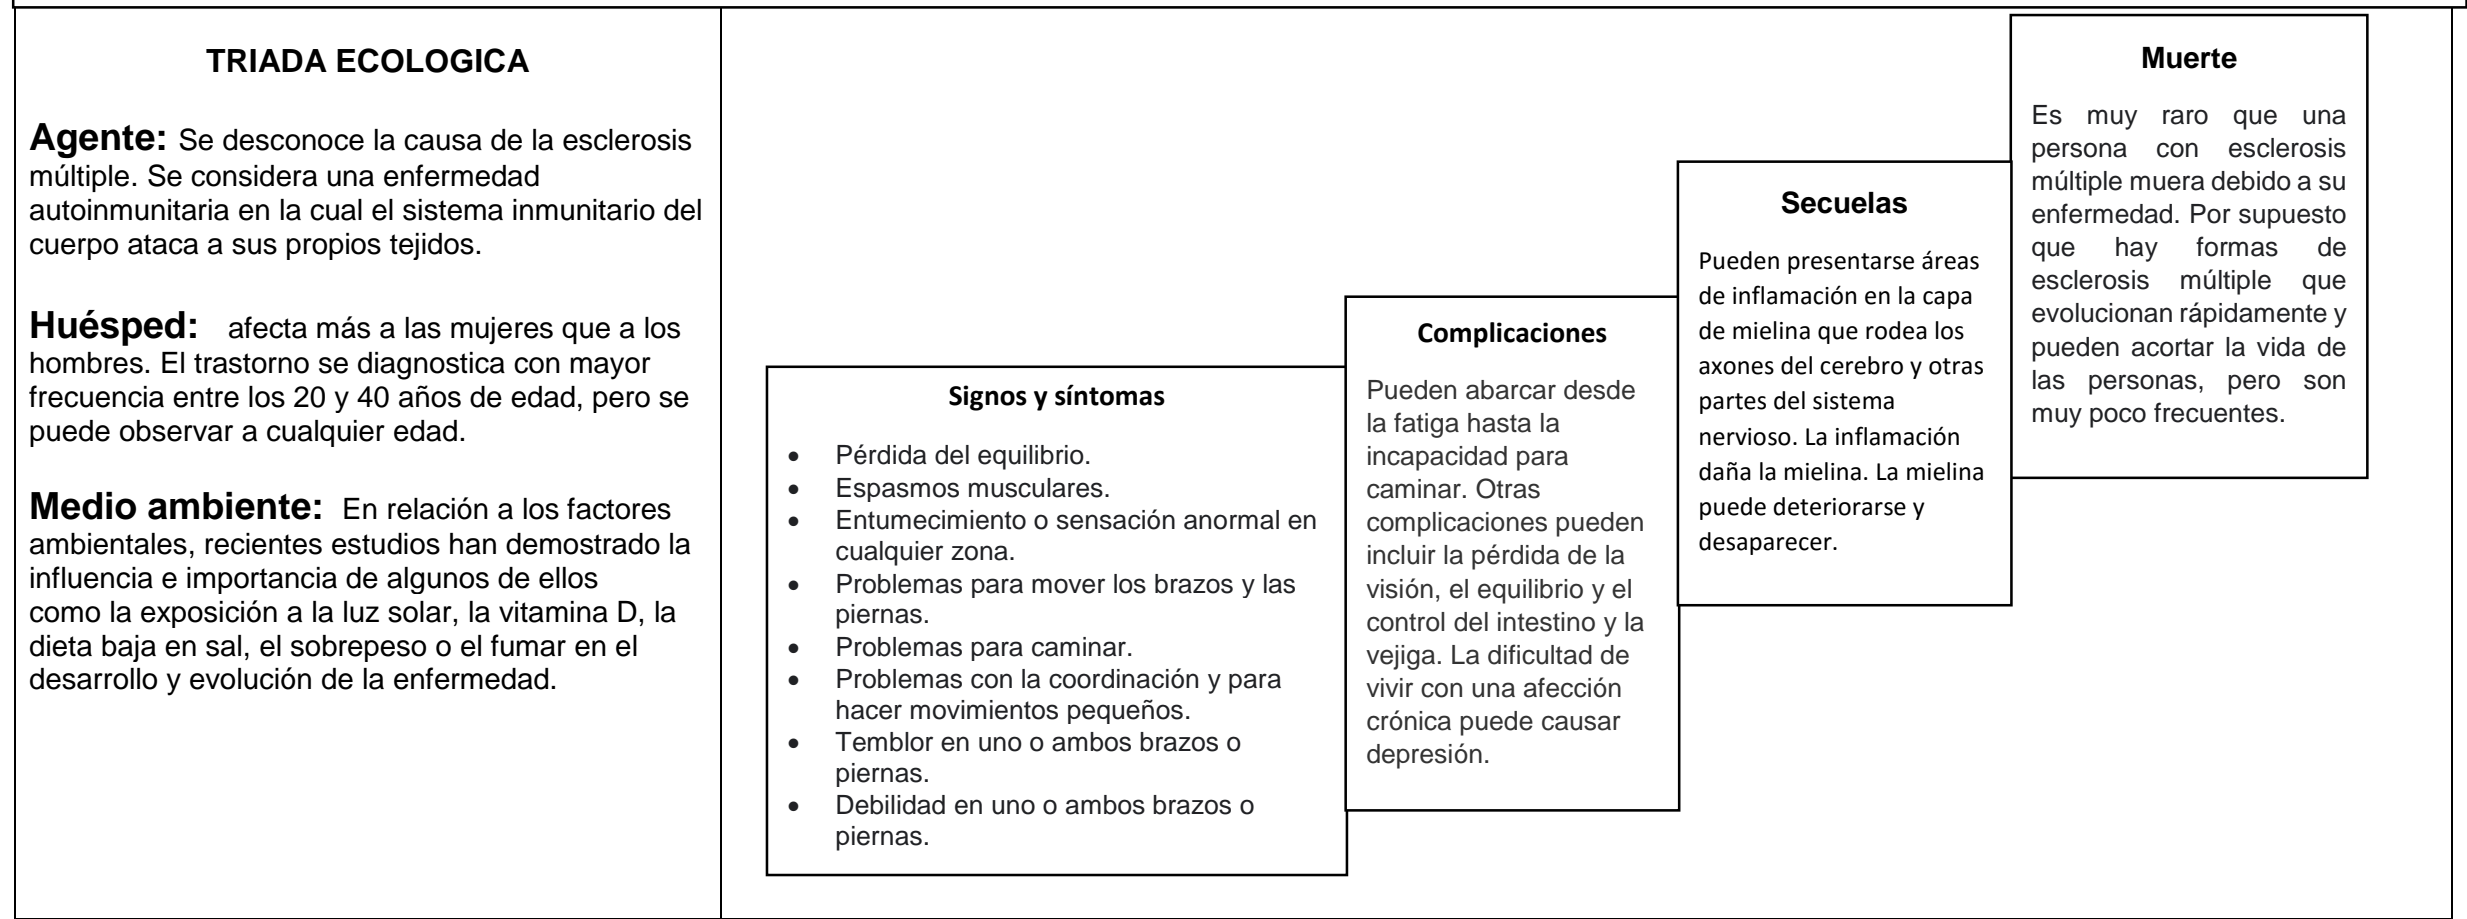 TRIADA ECOLOGICA
Agente: Se desconoce la causa de la esclerosis
múltiple. Se considera una enfermedad
autoinmunitaria en la cual el sistema inmunitario del
cuerpo ataca a sus propios tejidos.
Huésped: afecta más a las mujeres que a los
hombres. El trastorno se diagnostica con mayor
frecuencia entre los 20 y 40 años de edad, pero se
puede observar a cualquier edad.
Medio ambiente: En relación a los factores
ambientales, recientes estudios han demostrado la
influencia e importancia de algunos de ellos
como la exposición a la luz solar, la vitamina D, la
dieta baja en sal, el sobrepeso o el fumar en el
desarrollo y evolución de la enfermedad.
Signos y síntomas
• Pérdida del equilibrio.
• Espasmos musculares.
• Entumecimiento o sensación anormal en
cualquier zona.
• Problemas para mover los brazos y las
piernas.
• Problemas para caminar.
• Problemas con la coordinación y para
hacer movimientos pequeños.
• Temblor en uno o ambos brazos o
piernas.
• Debilidad en uno o ambos brazos o
piernas.
Complicaciones
Pueden abarcar desde
la fatiga hasta la
incapacidad para
caminar. Otras
complicaciones pueden
incluir la pérdida de la
visión, el equilibrio y el
control del intestino y la
vejiga. La dificultad de
vivir con una afección
crónica puede causar
depresión.
Secuelas
Pueden presentarse áreas
de inflamación en la capa
de mielina que rodea los
axones del cerebro y otras
partes del sistema
nervioso. La inflamación
daña la mielina. La mielina
puede deteriorarse y
desaparecer.
Muerte
Es muy raro que una
persona con esclerosis
múltiple muera debido a su
enfermedad. Por supuesto
que hay formas de
esclerosis múltiple que
evolucionan rápidamente y
pueden acortar la vida de
las personas, pero son
muy poco frecuentes.